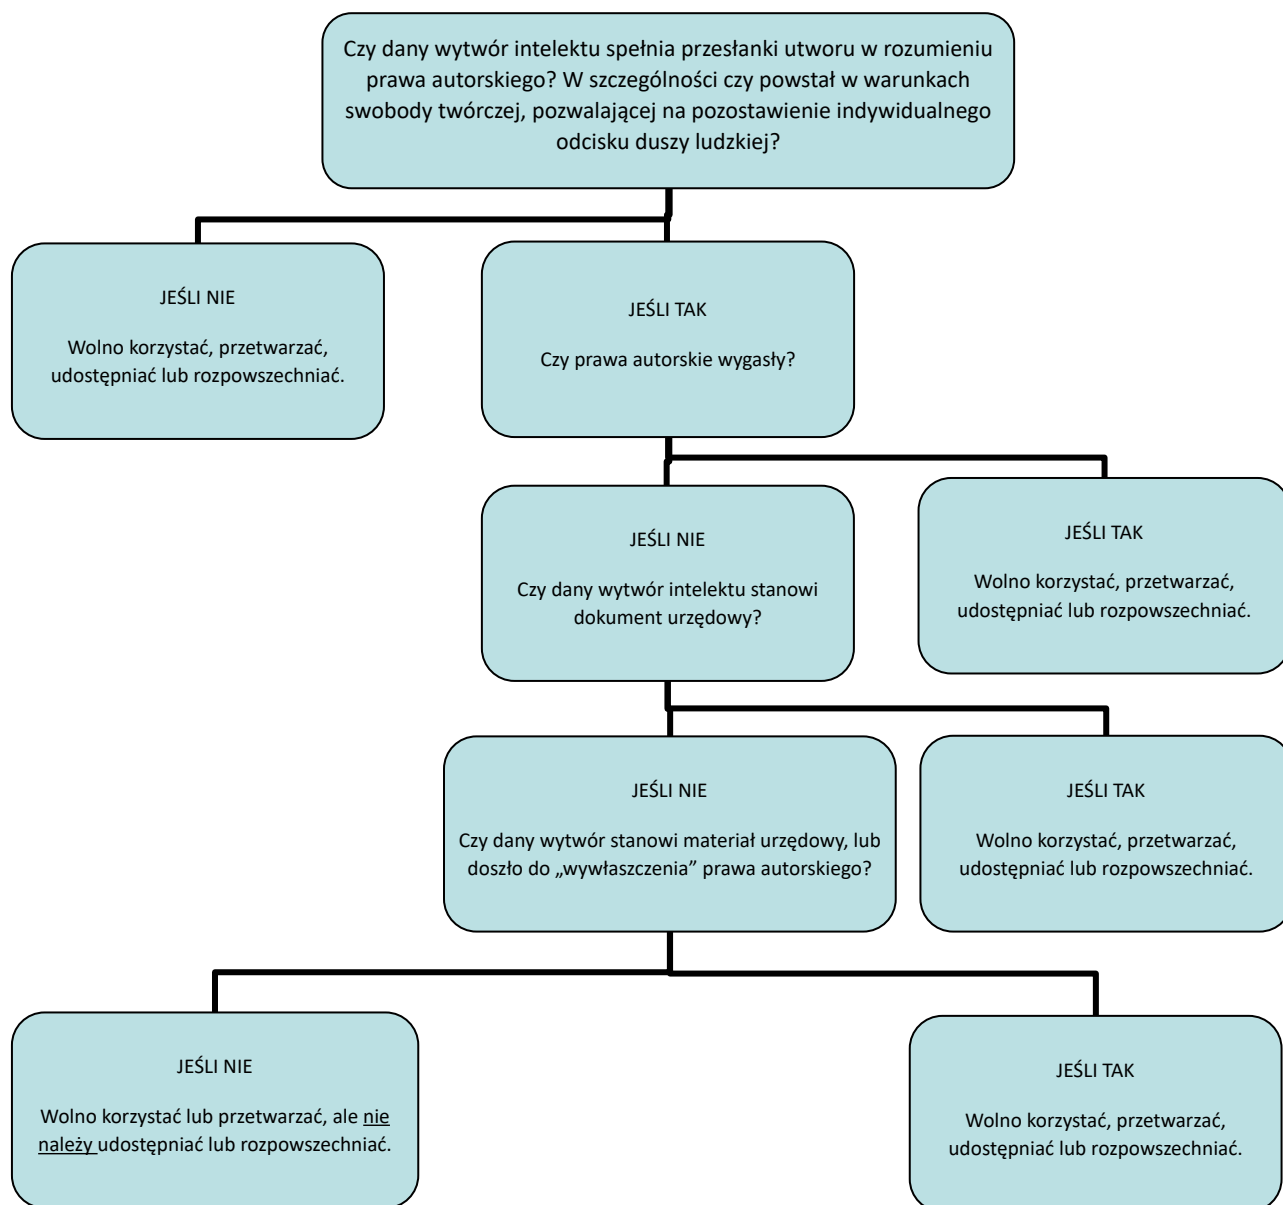 Czy dany wytwór intelektu spełnia przesłanki utworu w rozumieniu
prawa autorskiego? W szczególności czy powstał w warunkach
swobody twórczej, pozwalającej na pozostawienie indywidualnego
odcisku duszy ludzkiej?
JEŚLI NIE
Wolno korzystać, przetwarzać,
udostępniać lub rozpowszechniać.
JEŚLI TAK
Czy prawa autorskie wygasły?
JEŚLI NIE
Czy dany wytwór intelektu stanowi
dokument urzędowy?
JEŚLI TAK
Wolno korzystać, przetwarzać,
udostępniać lub rozpowszechniać.
JEŚLI NIE
Czy dany wytwór stanowi materiał urzędowy, lub
doszło do „wywłaszczenia” prawa autorskiego?
JEŚLI TAK
Wolno korzystać, przetwarzać,
udostępniać lub rozpowszechniać.
JEŚLI NIE
Wolno korzystać lub przetwarzać, ale nie
należy udostępniać lub rozpowszechniać.
JEŚLI TAK
Wolno korzystać, przetwarzać,
udostępniać lub rozpowszechniać.